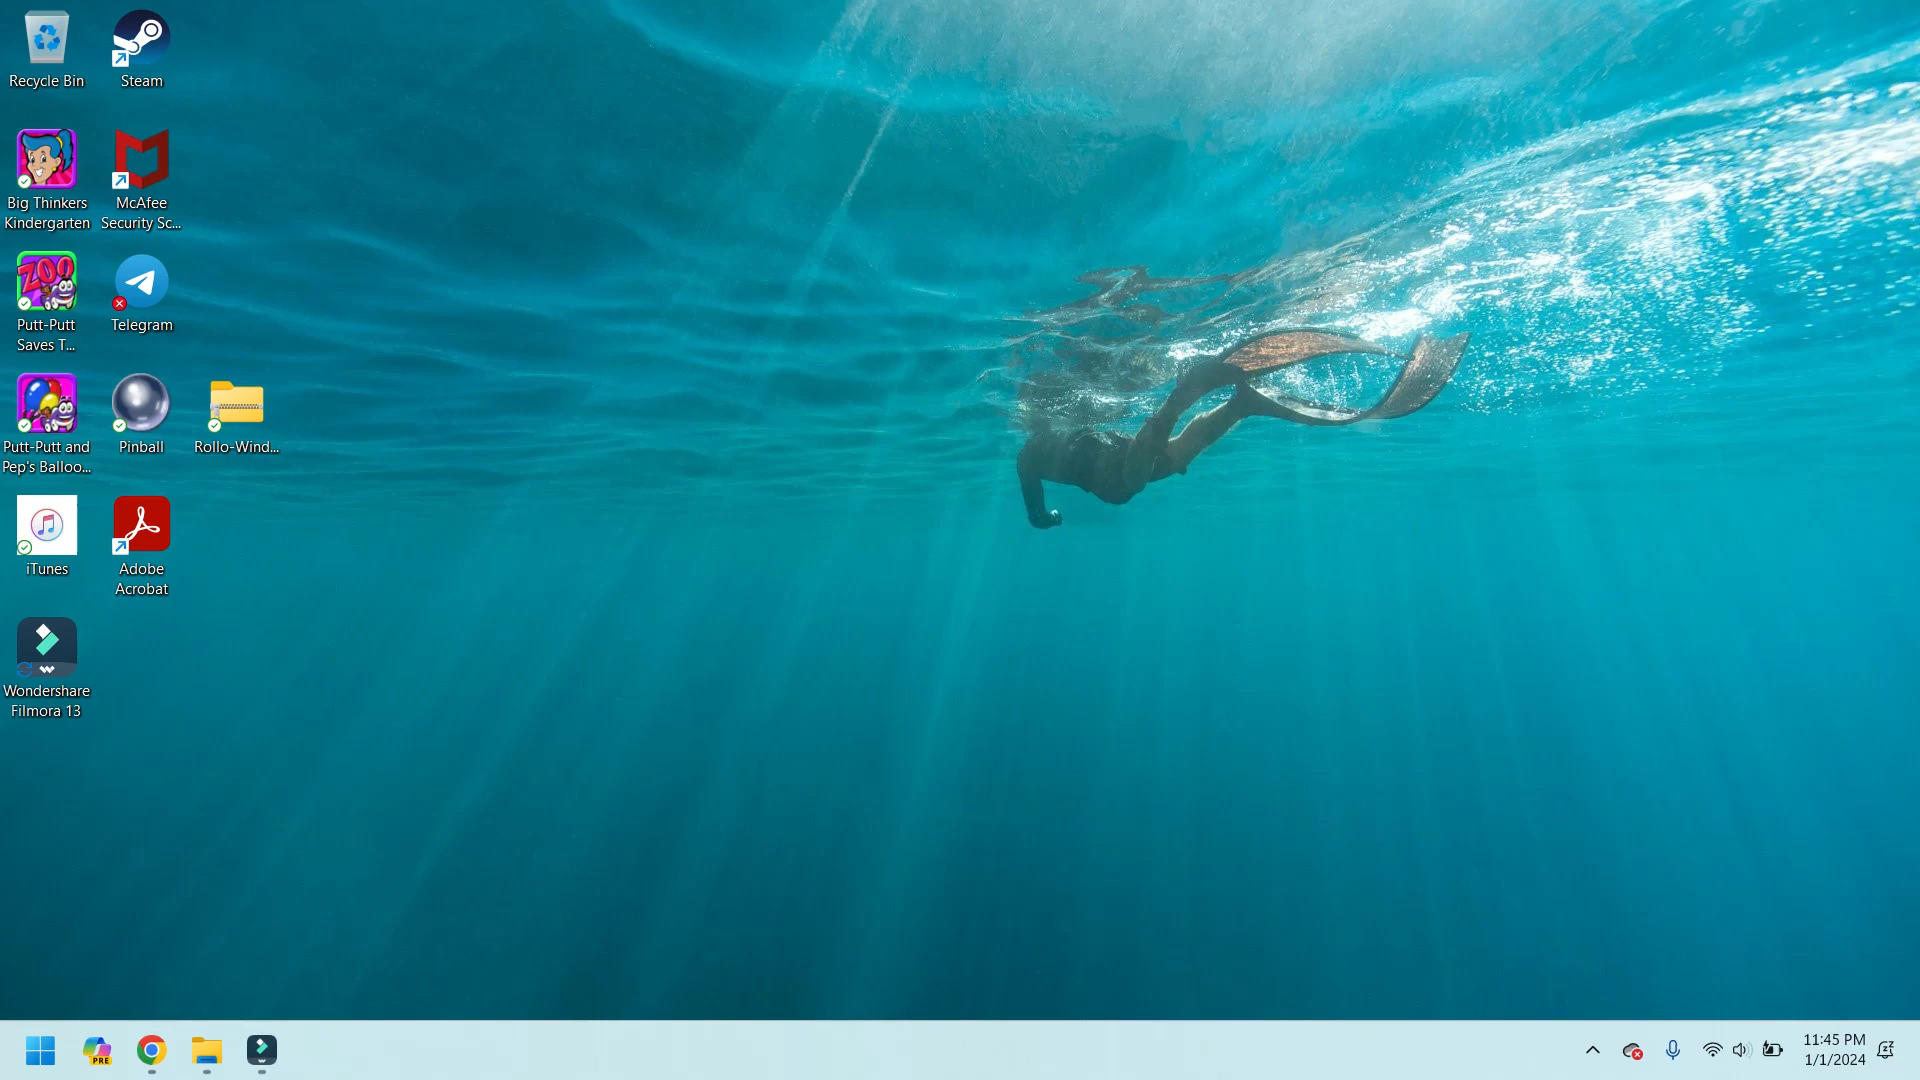 Recycle Bin
Steam
Big Thinkers
Kindergarten
McAfee
Security Sc...
ZOO
Putt-Putt
Saves T...
Telegram
Putt-Putt and
Pep's Balloo...
Pinball
Rollo-Wind...
iTunes
Adobe
Acrobat
Wondershare
Filmora 13
PRE
11:45 PM
1/1/2024